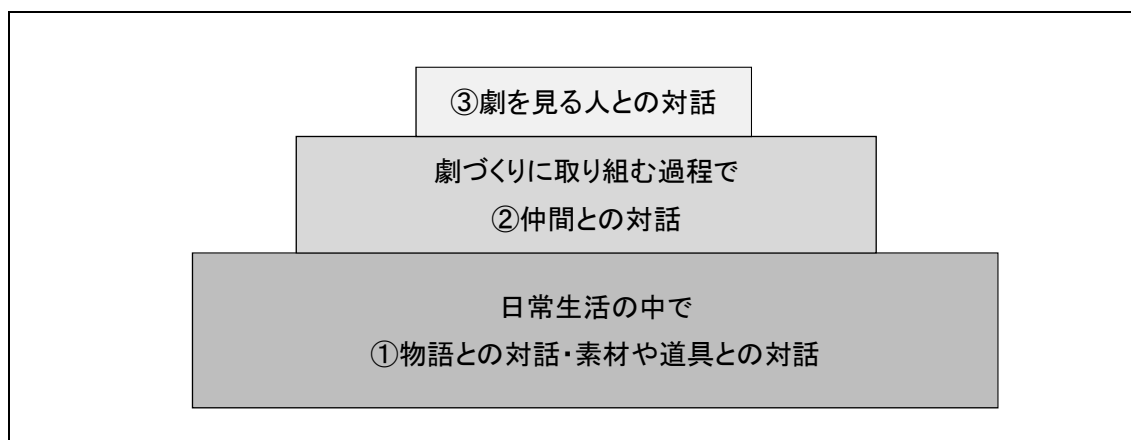 ③劇を見る人との対話
劇づくりに取り組む過程で
②仲間との対話
日常生活の中で
①物語との対話・素材や道具との対話